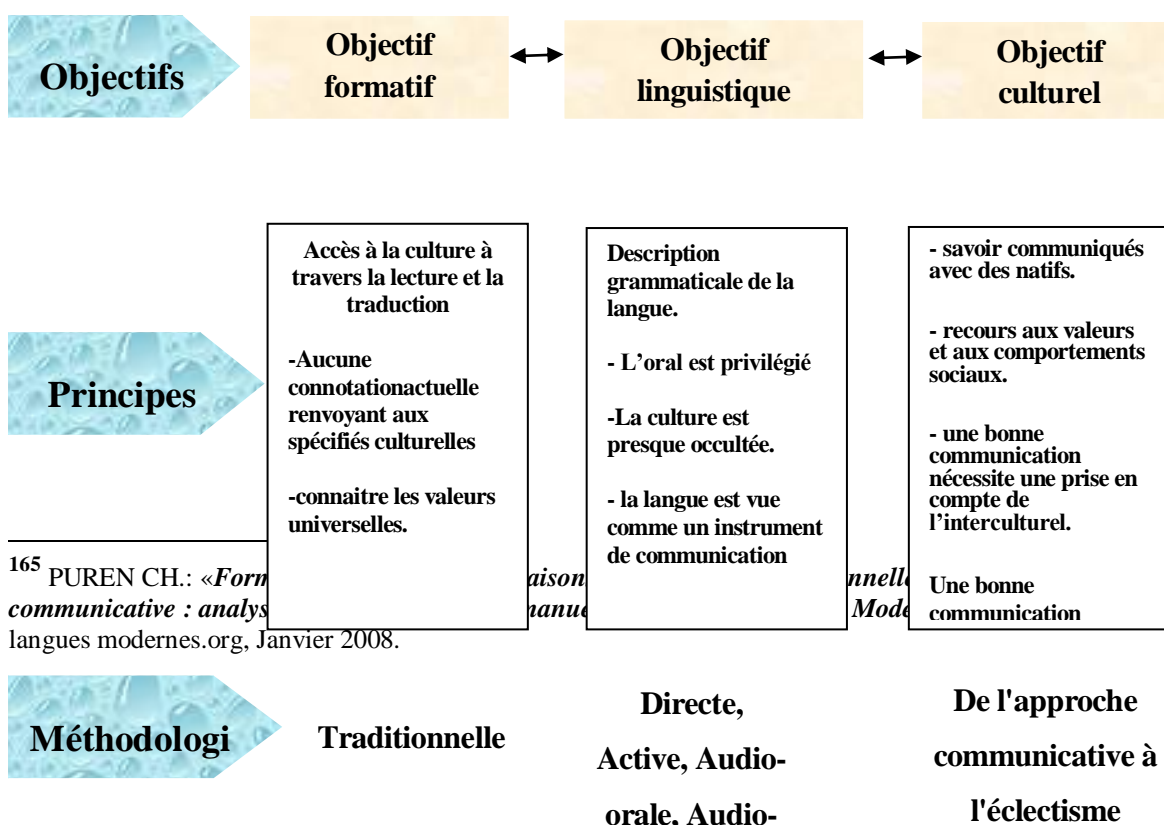 Objectifs
Objectif
formatif
Objectif
linguistique
Objectif
culturel
Principes
Accès à la culture à
travers la lecture et la
traduction
-Aucune
connotationactuelle
renvoyant aux
spécifiés culturelles
-connaitre les valeurs
universelles.
Description
grammaticale de la
langue.
- L’oral est privilégié
-La culture est
presque occultée.
- la langue est vue
comme un instrument
de communication
- savoir communiqués
avec des natifs.
- recours aux valeurs
et aux comportements
sociaux.
- une bonne
communication
nécessite une prise en
compte de
l’interculturel.
Une bonne
communication
165 PUREN CH.: «Form aison nnelle
communicative : analys manue Mode
langues modernes.org, Janvier 2008.
Méthodologi
Traditionnelle
Directe,
Active, Audio-
orale, Audio-
De l'approche
communicative à
l'éclectisme